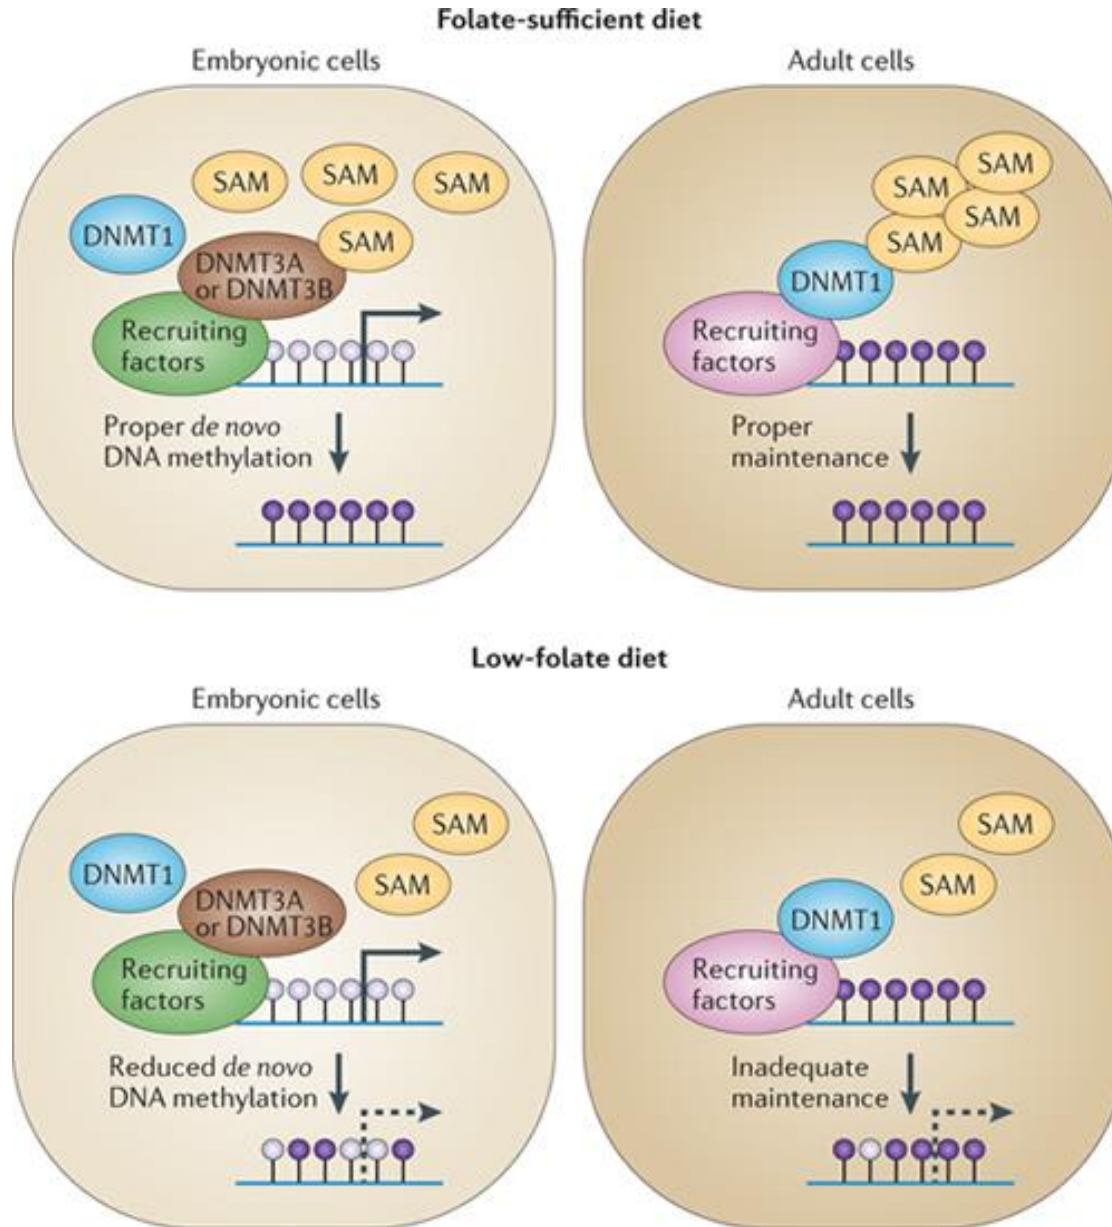 Folate-sufficient diet
Embryonic cells
SAM
SAM
SAM
SAM
DNMT1
DNMT3A
or DNMT3B
Recruiting
factors
Proper de novo
DNA methylation
Adult cells
SAM
SAM
SAM
SAM
DNMT1
Recruiting
factors
Proper
maintenance
Low-folate diet
Embryonic cells
SAM
SAM
DNMT1
DNMT3A
or DNMT3B
Recruiting
factors
Reduced de novo
DNA methylation
Adult cells
SAM
SAM
DNMT1
Recruiting
factors
Inadequate
maintenance